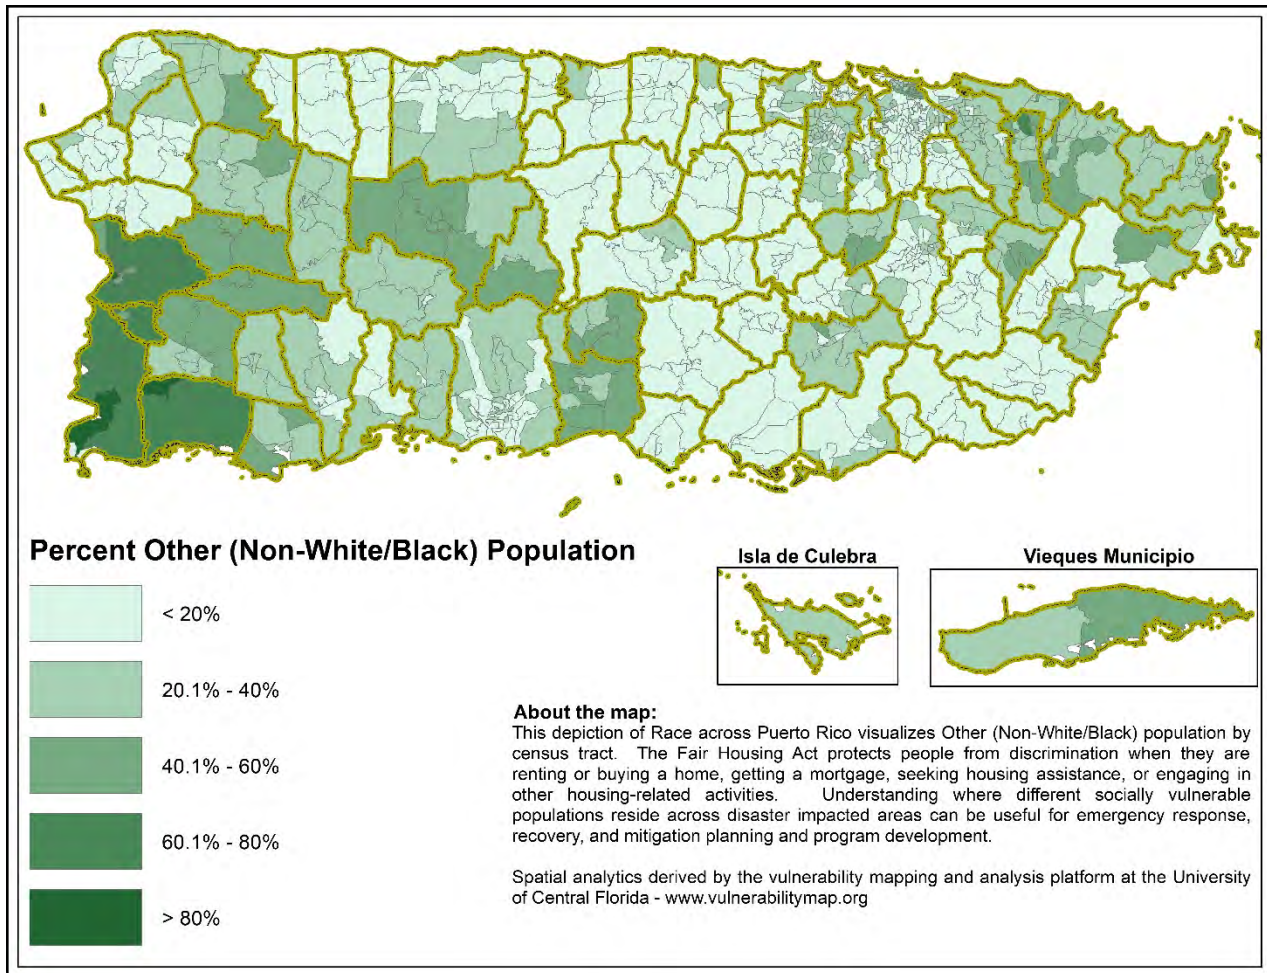 Percent Other (Non-White/Black) Population
< 20%
20.1% - 40%
40.1% - 60%
60.1% - 80%
> 80%
Isla de Culebra
Vieques Municipio
About the map:
This depiction of Race across Puerto Rico visualizes Other (Non-White/Black) population by
census tract. The Fair Housing Act protects people from discrimination when they are
renting or buying a home, getting a mortgage, seeking housing assistance, or engaging in
other housing-related activities. Understanding where different socially vulnerable
populations reside across disaster impacted areas can be useful for emergency response,
recovery, and mitigation planning and program development.
Spatial analytics derived by the vulnerability mapping and analysis platform at the University
of Central Florida - www.vulnerabilitymap.org